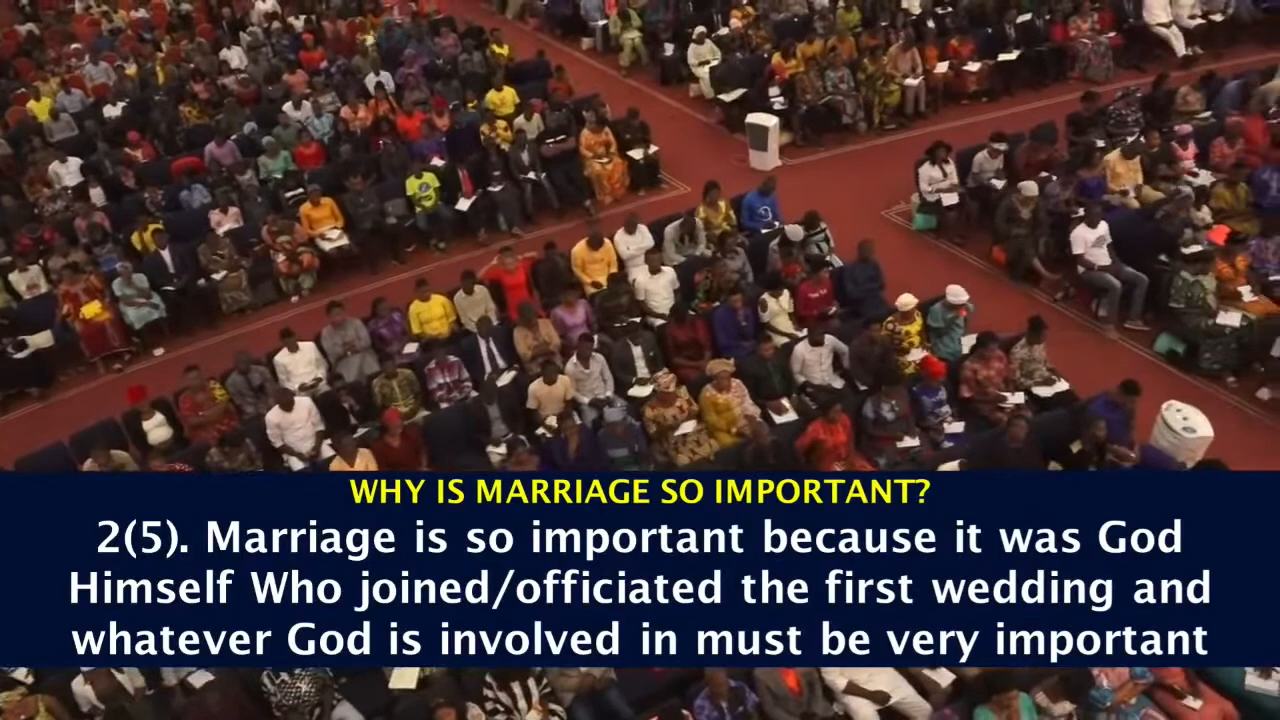 WHY IS MARRIAGE SO IMPORTANT?
2(5). Marriage is so important because it was God
Himself Who joined/officiated the first wedding and
whatever God is involved in must be very important